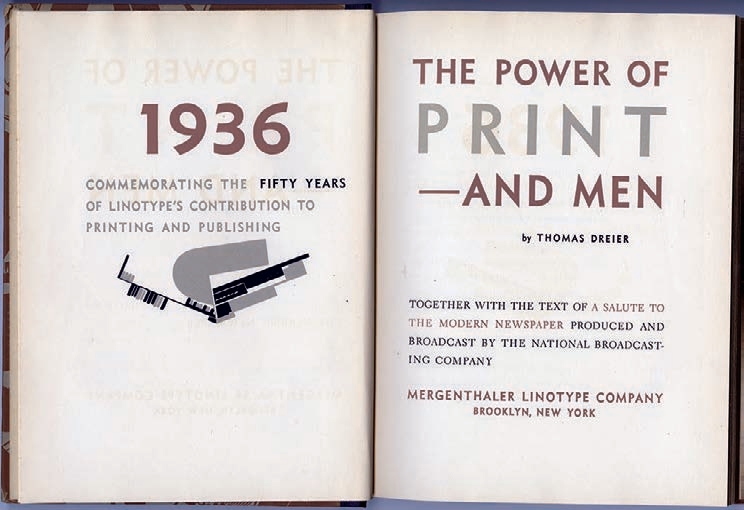 1936
COMMEMORATING THE FIFTY YEARS
OF LINOTYPE'S CONTRIBUTION TO
PRINTING AND PUBLISHING
THE POWER OF
PRINT
—AND MEN
by THOMAS DREIER
TOGETHER WITH THE TEXT OF A SALUTE TO
THE MODERN NEWSPAPER PRODUCED AND
BROADCAST BY THE NATIONAL BROADCAST-
ING COMPANY
MERGENTHALER LINOTYPE COMPANY
BROOKLYN, NEW YORK